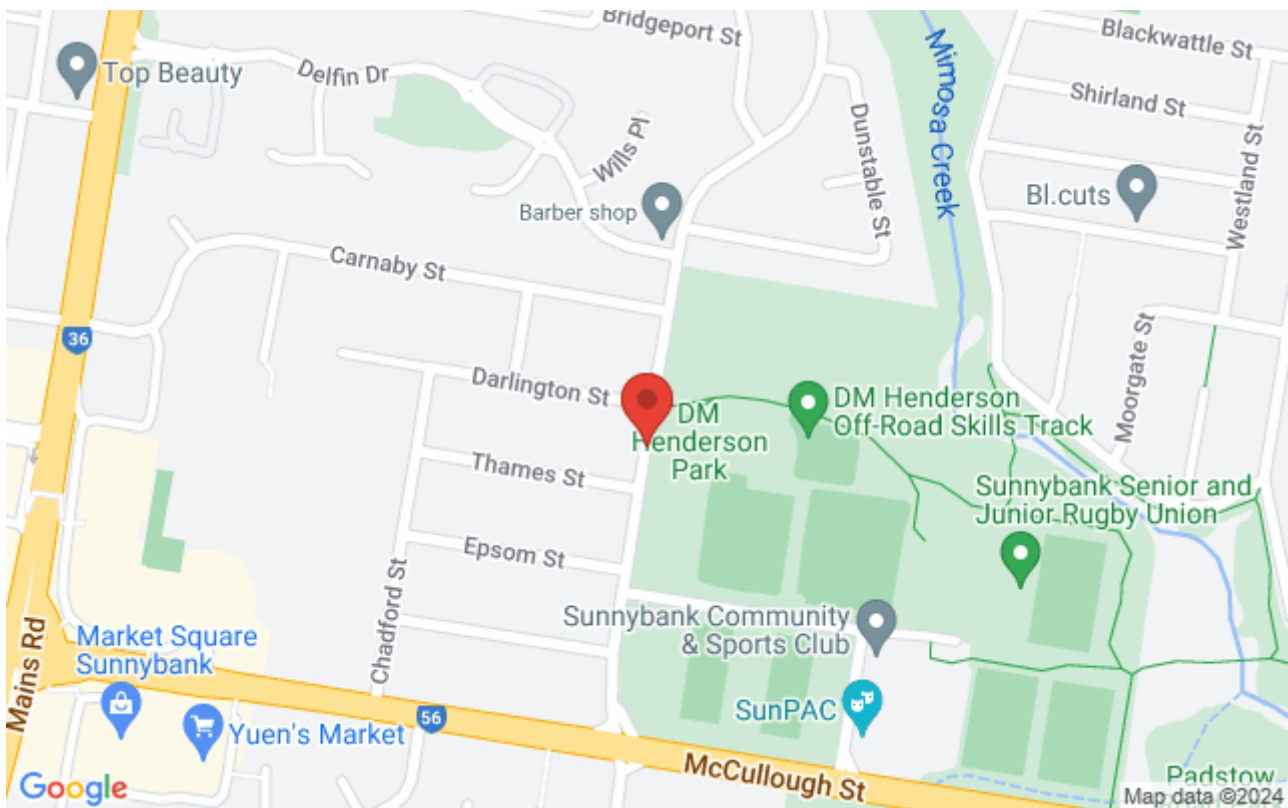 Bridgeport St
Blackwattle St
Top Beauty
Delfin Dr
Mimosa Creek
Shirland St
Wills Pl
Dunstable St
Westland St
Bl.cuts
Barber shop
Carnaby St
36
Moorgate St
Darlington St
DM
Henderson
Park
DM Henderson
Off-Road Skills Track
Thames St
Sunnybank Senior and
Junior Rugby Union
Epsom St
Chadford St
Sunnybank Community
& Sports Club
Mains Rd
Market Square
Sunnybank
SunPAC
56
Yuen's Market
McCullough St
Padstow
Google
Map data ©2024